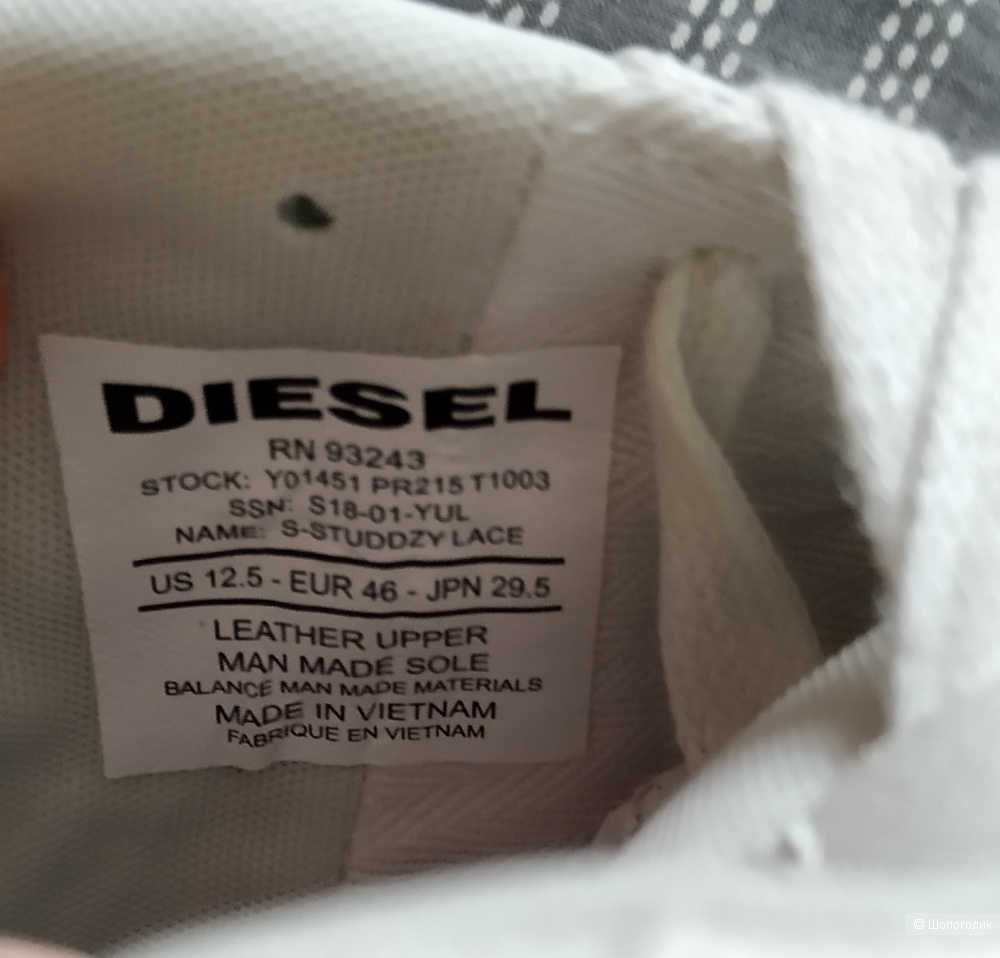 DIESEL
RN 93243
STOCK: Y01451 PR215 T1003
SSN: S18-01-YUL
NAME: S-STUDDZY LACE
US 12.5 - EUR 46 - JPN 29.5
LEATHER UPPER
MAN MADE SOLE
BALANCE MAN MADE MATERIALS
MADE IN VIETNAM
FABRIQUE EN VIETNAM
© Шопоголик